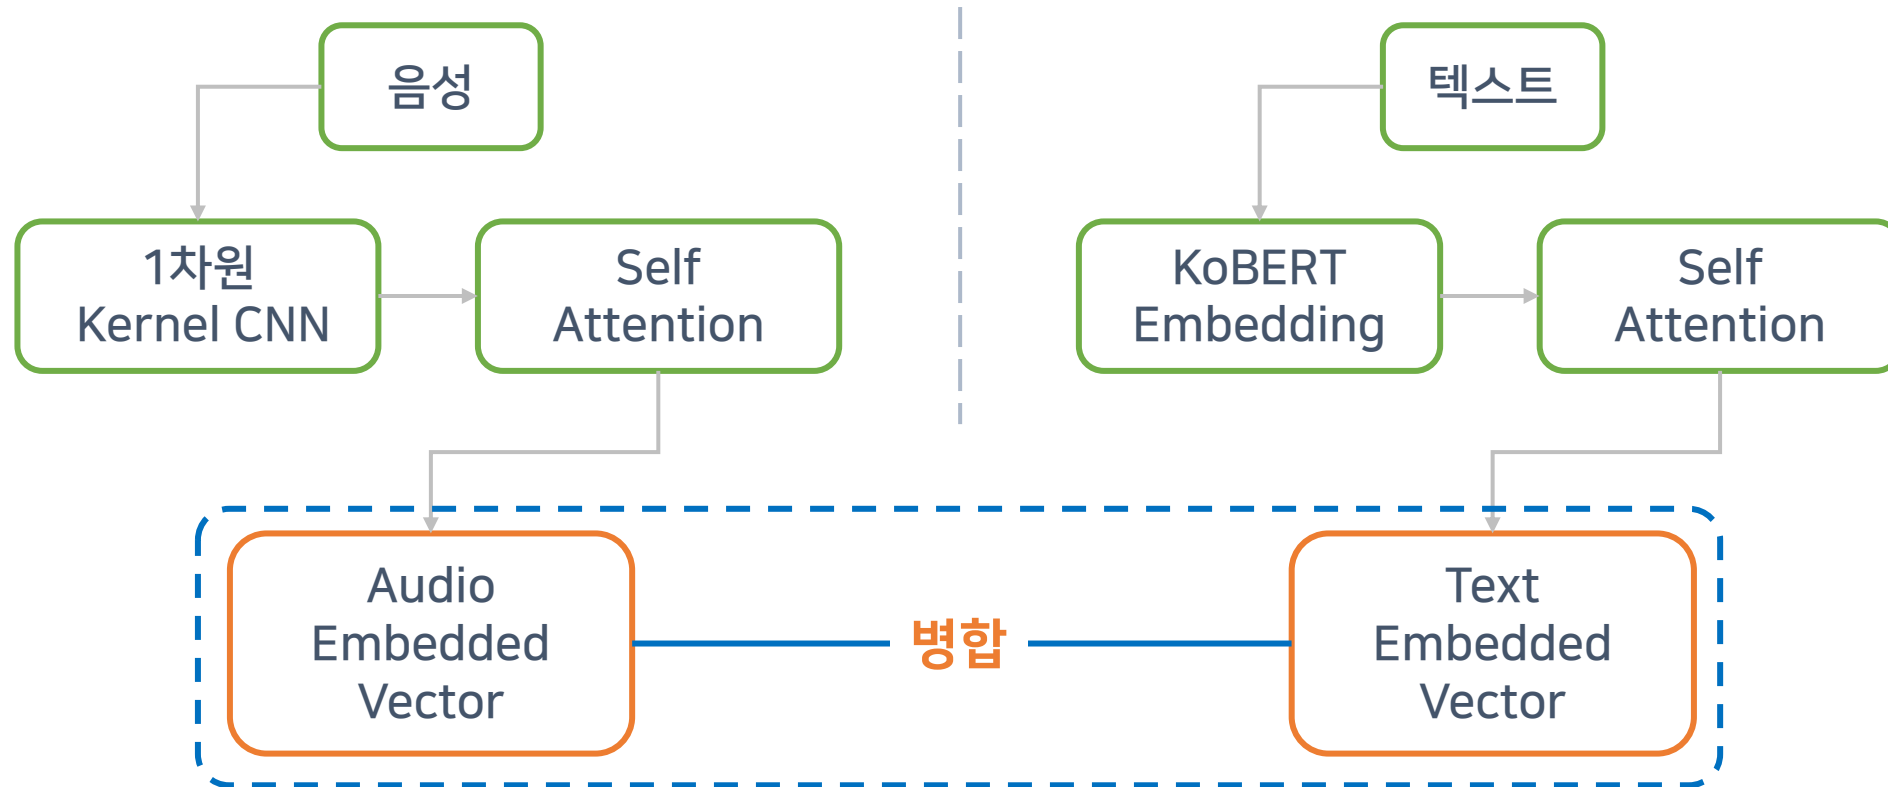 음성
1차원
Kernel CNN
Self
Attention
Audio
Embedded
Vector
병합
텍스트
KoBERT
Embedding
Self
Attention
Text
Embedded
Vector